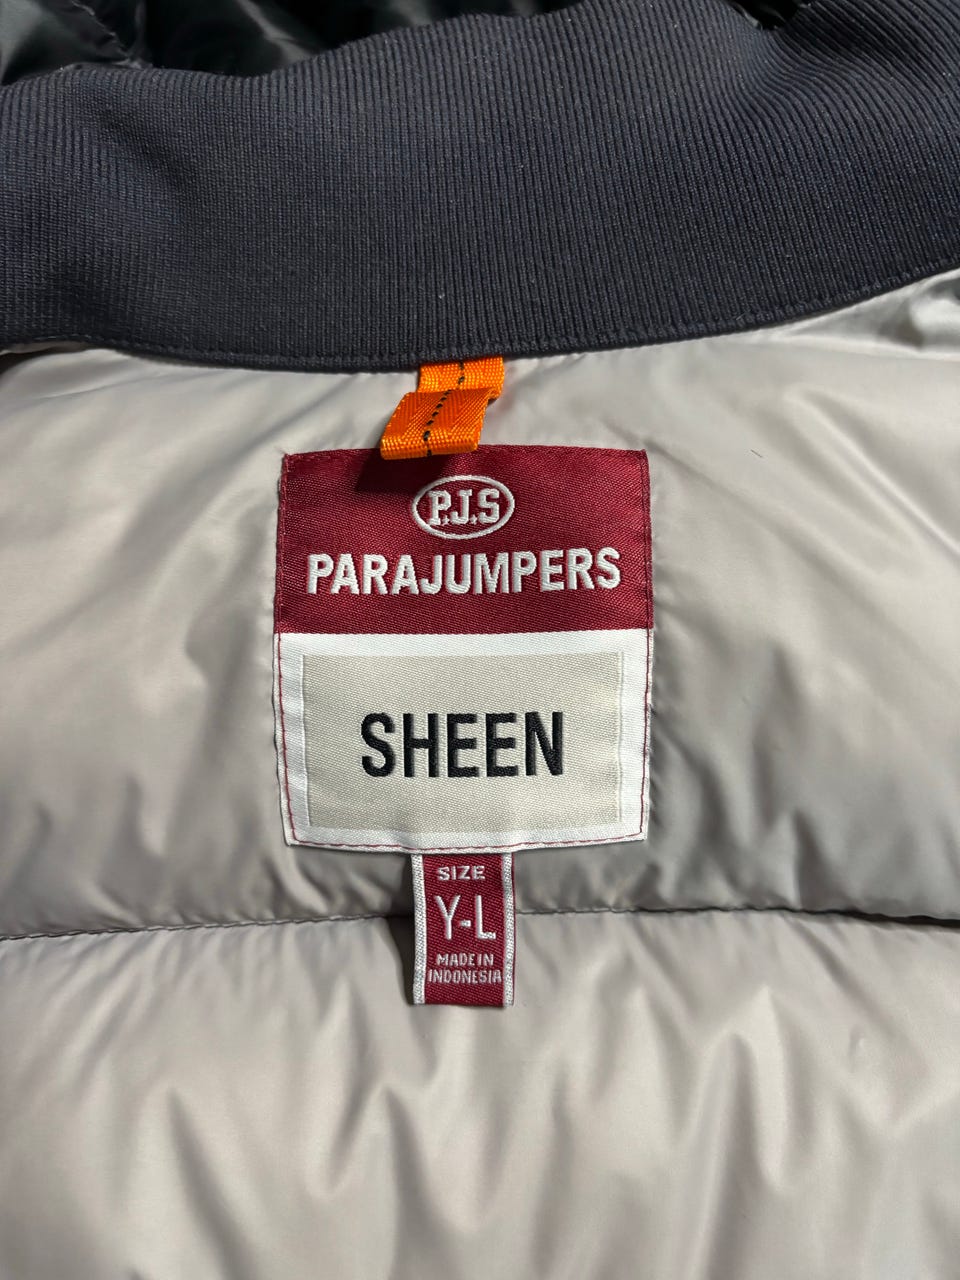 P.J.S
PARAJUMPERS
SHEEN
SIZE
Y-L
MADE IN
INDONESIA